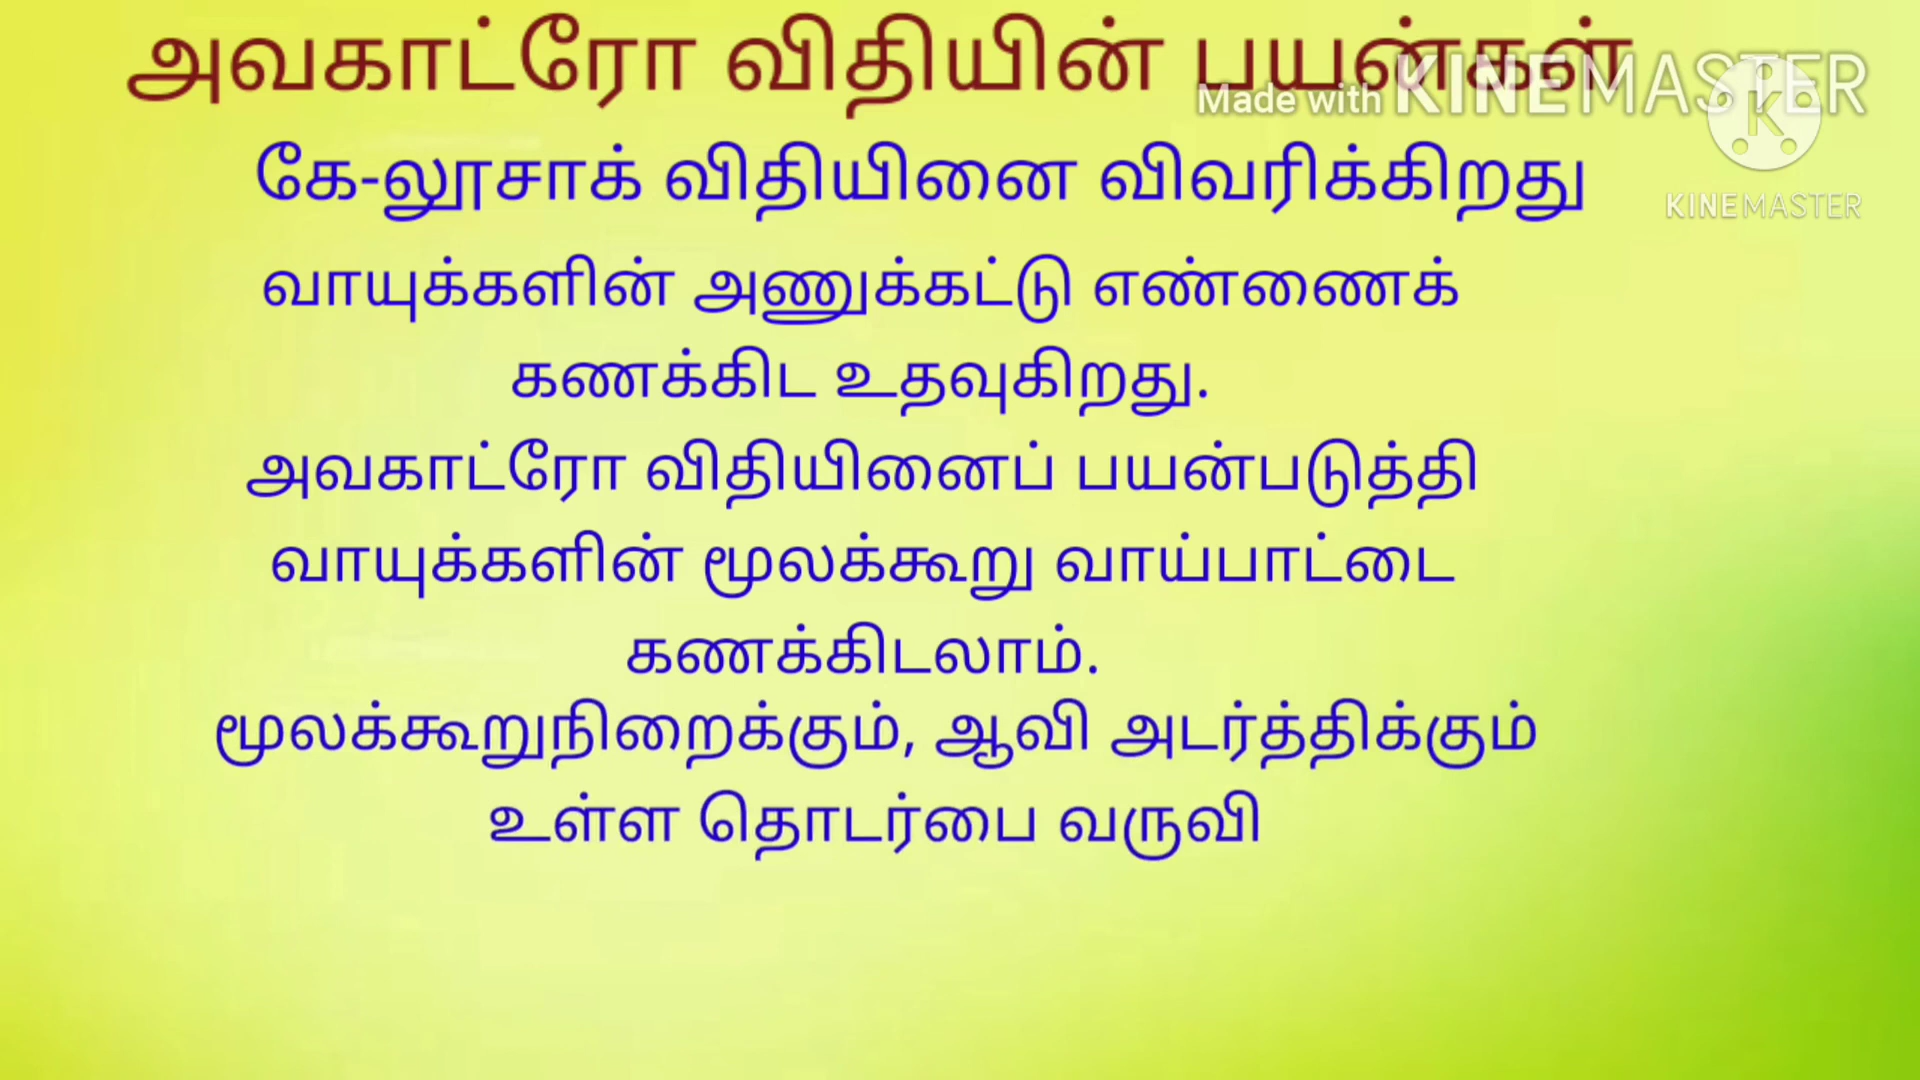 அவகாட்ரோ விதியின் பயன்கள்
Made with KINEMASTER
கே-லூசாக் விதியினை விவரிக்கிறது
KINEMASTER
வாயுக்களின் அணுக்கட்டு எண்ணைக்
கணக்கிட உதவுகிறது.
அவகாட்ரோ விதியினைப் பயன்படுத்தி
வாயுக்களின் மூலக்கூறு வாய்பாட்டை
கணக்கிடலாம்.
மூலக்கூறுநிறைக்கும், ஆவி அடர்த்திக்கும்
உள்ள தொடர்பை வருவி